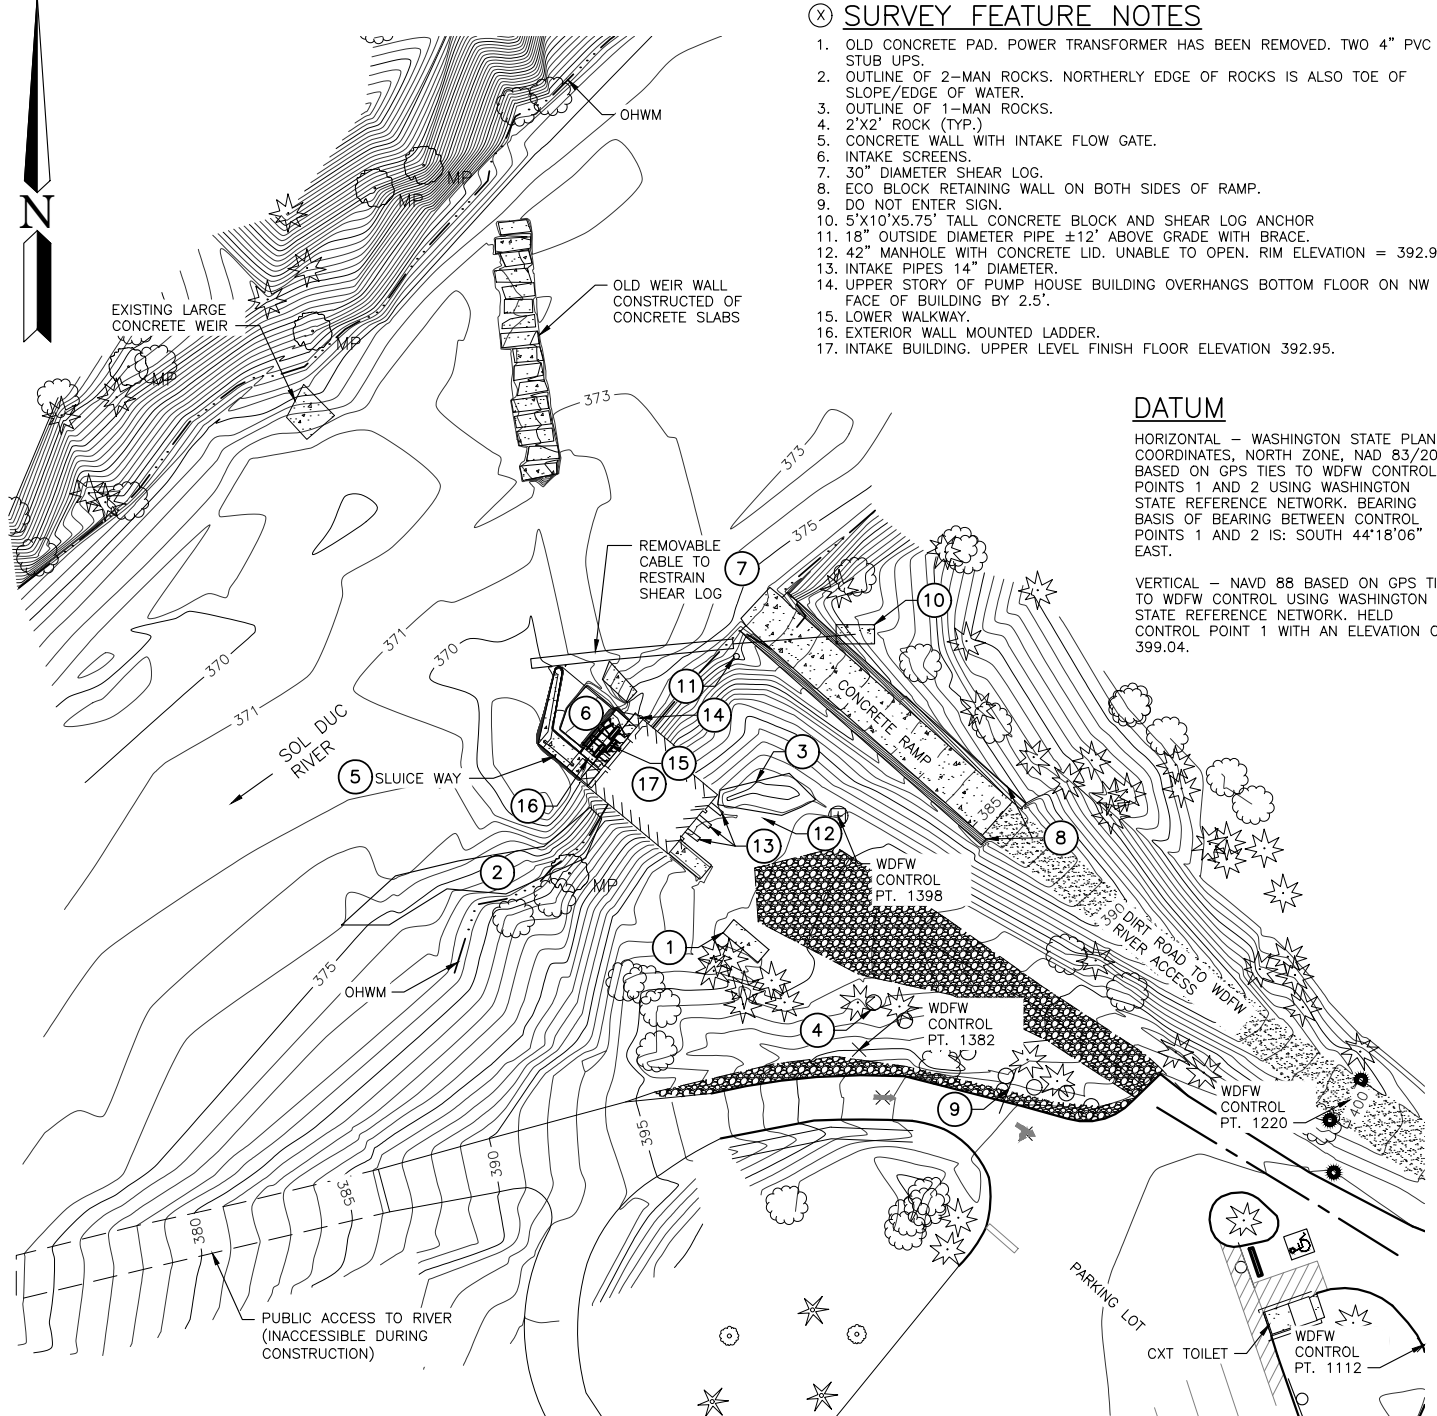 X SURVEY FEATURE NOTES
1. OLD CONCRETE PAD. POWER TRANSFORMER HAS BEEN REMOVED. TWO 4" PVC
STUB UPS.
2. OUTLINE OF 2-MAN ROCKS. NORTHERLY EDGE OF ROCKS IS ALSO TOE OF
SLOPE/EDGE OF WATER.
3. OUTLINE OF 1-MAN ROCKS.
4. 2'X2' ROCK (TYP.)
5. CONCRETE WALL WITH INTAKE FLOW GATE.
6. INTAKE SCREENS.
7. 30" DIAMETER SHEAR LOG.
8. ECO BLOCK RETAINING WALL ON BOTH SIDES OF RAMP.
9. DO NOT ENTER SIGN.
10. 5'X10'X5.75' TALL CONCRETE BLOCK AND SHEAR LOG ANCHOR
11. 18" OUTSIDE DIAMETER PIPE ±12' ABOVE GRADE WITH BRACE.
12. 42" MANHOLE WITH CONCRETE LID. UNABLE TO OPEN. RIM ELEVATION = 392.9
13. INTAKE PIPES 14" DIAMETER.
14. UPPER STORY OF PUMP HOUSE BUILDING OVERHANGS BOTTOM FLOOR ON NW
FACE OF BUILDING BY 2.5'.
15. LOWER WALKWAY.
16. EXTERIOR WALL MOUNTED LADDER.
17. INTAKE BUILDING. UPPER LEVEL FINISH FLOOR ELEVATION 392.95.
DATUM
HORIZONTAL - WASHINGTON STATE PLAN
COORDINATES, NORTH ZONE, NAD 83/20
BASED ON GPS TIES TO WDFW CONTROL
POINTS 1 AND 2 USING WASHINGTON
STATE REFERENCE NETWORK. BEARING
BASIS OF BEARING BETWEEN CONTROL
POINTS 1 AND 2 IS: SOUTH 44°18'06"
EAST.
VERTICAL - NAVD 88 BASED ON GPS TI
TO WDFW CONTROL USING WASHINGTON
STATE REFERENCE NETWORK. HELD
CONTROL POINT 1 WITH AN ELEVATION O
399.04.
N
OHWM
MP
MP
MP
MP
EXISTING LARGE
CONCRETE WEIR
OLD WEIR WALL
CONSTRUCTED OF
CONCRETE SLABS
373
373
375
REMOVABLE
CABLE TO
RESTRAIN
SHEAR LOG
7
10
371
370
370
371
SOL DUC
RIVER
11
6
14
CONCRETE RAMP
5 SLUICE WAY
15
17
3
16
385
12
13
8
2
MP
WDFW
CONTROL
PT. 1398
390
DIRT ROAD TO WDFW
RIVER ACCESS
1
375
OHWM
4
WDFW
CONTROL
PT. 1382
9
WDFW
CONTROL
PT. 1220
400
395
390
385
380
PUBLIC ACCESS TO RIVER
(INACCESSIBLE DURING
CONSTRUCTION)
PARKING LOT
CXT TOILET
WDFW
CONTROL
PT. 1112